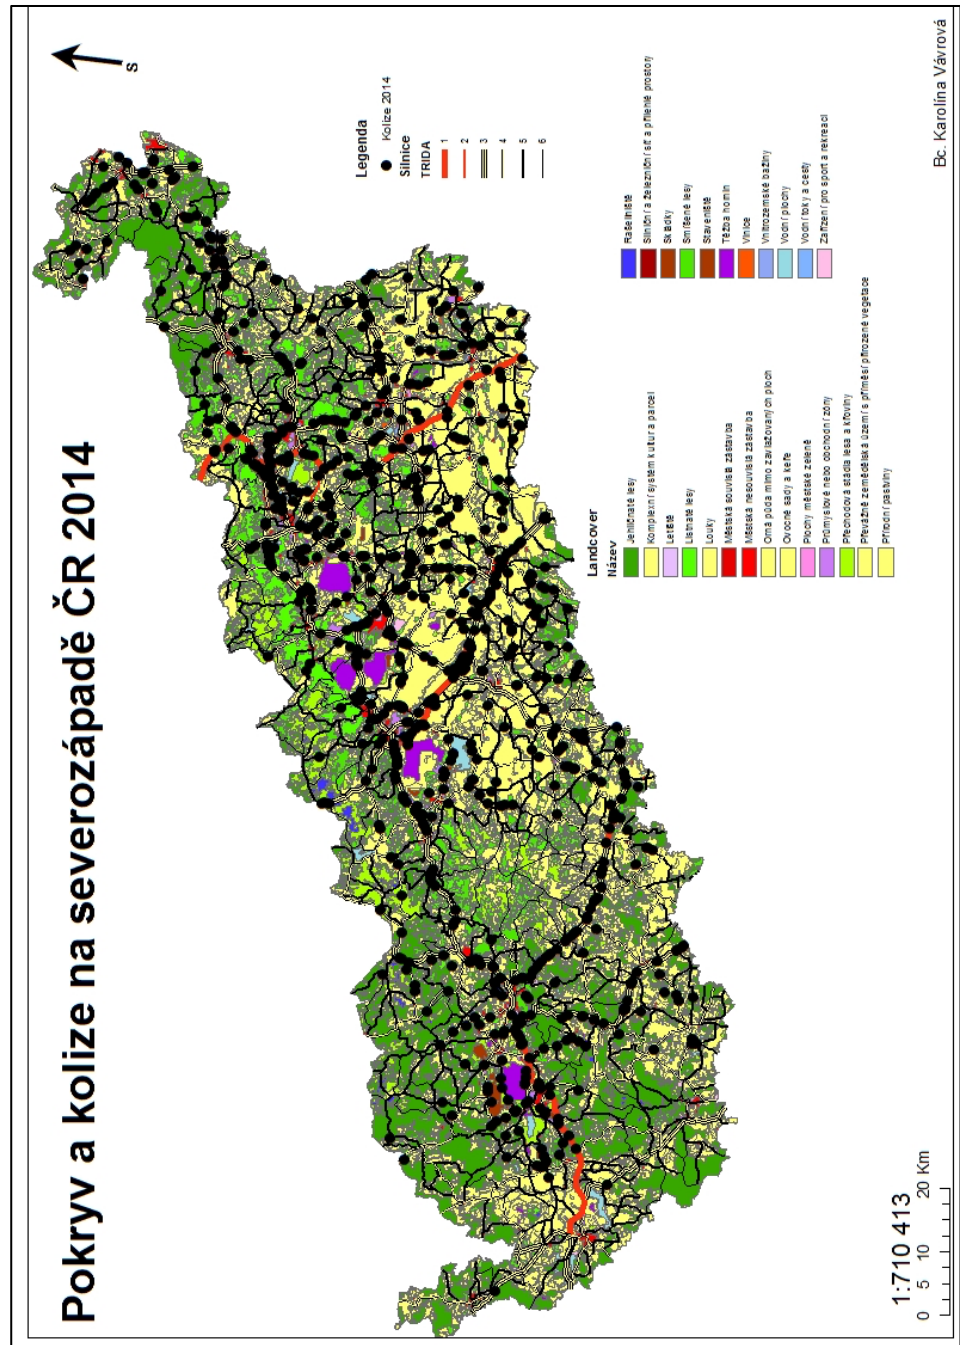 Pokryv a kolize na severozápadě ČR 2014
S
Legenda
Kolize 2014
Silnice
TRIDA
1
2
3
4
5
6
Landcover
Název
Jehličnaté lesy
Komplexní systém kultur a parcel
Letiště
Listnaté lesy
Louky
Městská souvislá zástavba
Městská nesouvislá zástavba
Orná půda mimo zavlažovaných ploch
Ovocné sady a keře
Plochy městské zeleně
Průmyslové nebo obchodní zóny
Přechodová stádia lesa a křoviny
Převážně zemědělská území s příměsí přirozené vegetace
Přírodní pastviny
Rašeliniště
Silniční a železniční síť a přilehlé prostory
Skládky
Smíšené lesy
Staveniště
Těžba hornin
Vinice
Vnitrozemské bažiny
Vodní plochy
Vodní toky a cesty
Zařízení pro sport a rekreaci
1:710 413
0 5 10 20 Km
Bc. Karolína Vávrová